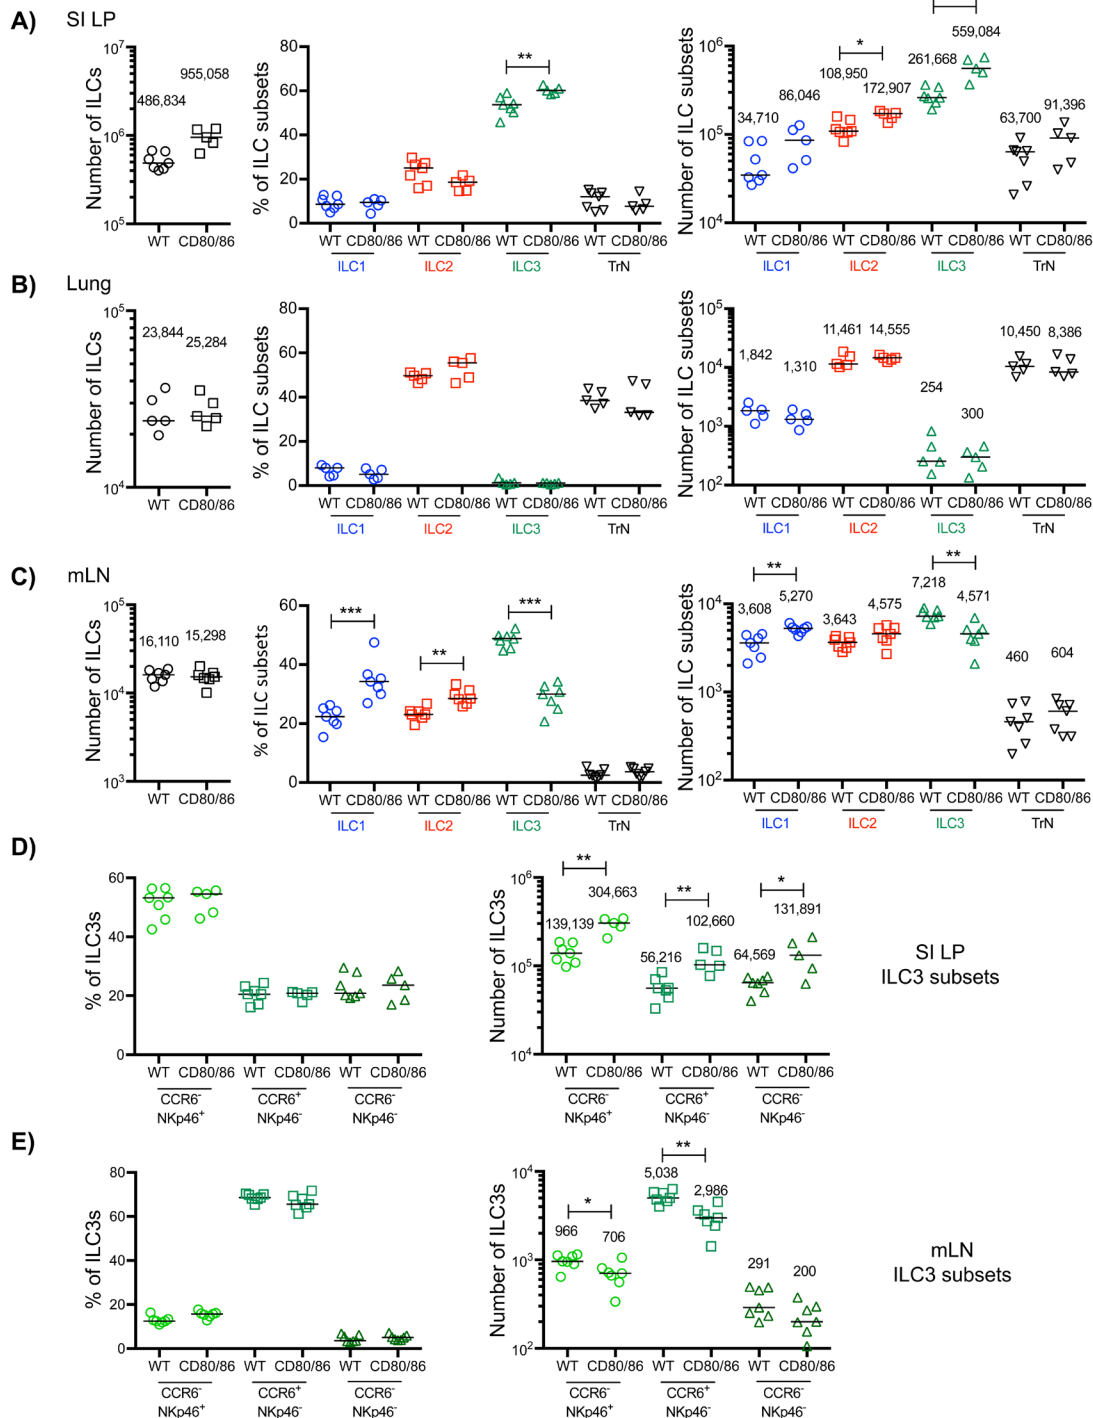 A) SI LP
Number of ILCs
10⁷
10⁶
10⁵
486,834
955,058
WT CD80/86
% of ILC subsets
80
60
40
20
0
**
WT CD80/86 WT CD80/86 WT CD80/86 WT CD80/86
ILC1 ILC2 ILC3 TrN
Number of ILC subsets
10⁶
10⁵
10⁴
34,710
86,046
108,950
*
172,907
261,668
559,084
63,700
91,396
WT CD80/86 WT CD80/86 WT CD80/86 WT CD80/86
ILC1 ILC2 ILC3 TrN
B) Lung
Number of ILCs
10⁵
10⁴
23,844
25,284
WT CD80/86
% of ILC subsets
80
60
40
20
0
WT CD80/86 WT CD80/86 WT CD80/86 WT CD80/86
ILC1 ILC2 ILC3 TrN
Number of ILC subsets
10⁵
10⁴
10³
10²
1,842
1,310
11,461
14,555
254
300
10,450
8,386
WT CD80/86 WT CD80/86 WT CD80/86 WT CD80/86
ILC1 ILC2 ILC3 TrN
C) mLN
Number of ILCs
10⁵
10⁴
10³
16,110
15,298
WT CD80/86
% of ILC subsets
60
40
20
0
***
**
***
WT CD80/86 WT CD80/86 WT CD80/86 WT CD80/86
ILC1 ILC2 ILC3 TrN
Number of ILC subsets
10⁴
10³
10²
**
3,608
5,270
3,643
4,575
**
7,218
4,571
460
604
WT CD80/86 WT CD80/86 WT CD80/86 WT CD80/86
ILC1 ILC2 ILC3 TrN
D)
% of ILC3s
60
40
20
0
WT CD80/86 WT CD80/86 WT CD80/86
CCR6⁻ CCR6⁺ CCR6⁻
NKp46⁺ NKp46⁻ NKp46⁻
Number of ILC3s
10⁶
10⁵
10⁴
**
139,139
304,663
**
56,216
102,660
*
64,569
131,891
WT CD80/86 WT CD80/86 WT CD80/86
CCR6⁻ CCR6⁺ CCR6⁻
NKp46⁺ NKp46⁻ NKp46⁻
SI LP
ILC3 subsets
E)
% of ILC3s
80
60
40
20
0
WT CD80/86 WT CD80/86 WT CD80/86
CCR6⁻ CCR6⁺ CCR6⁻
NKp46⁺ NKp46⁻ NKp46⁻
Number of ILC3s
10⁴
10³
10²
*
966
706
**
5,038
2,986
291
200
WT CD80/86 WT CD80/86 WT CD80/86
CCR6⁻ CCR6⁺ CCR6⁻
NKp46⁺ NKp46⁻ NKp46⁻
mLN
ILC3 subsets